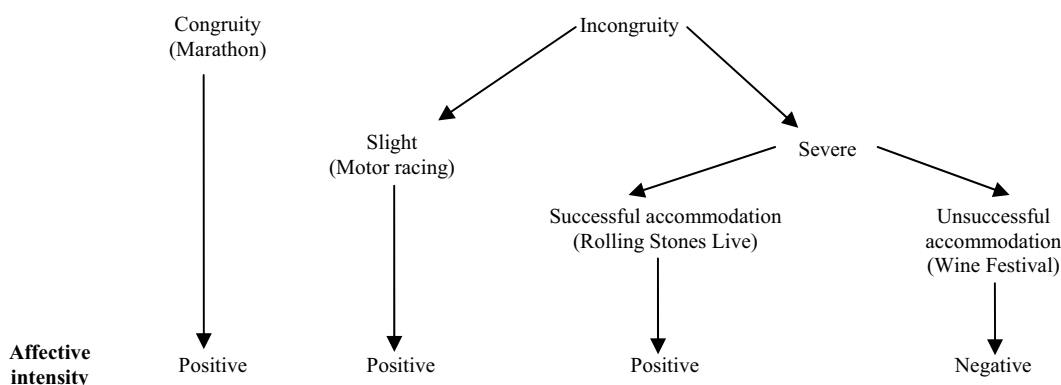 Congruity
(Marathon)
Incongruity
Slight
(Motor racing)
Severe
Successful accommodation
(Rolling Stones Live)
Unsuccessful
accommodation
(Wine Festival)
Affective
intensity
Positive
Positive
Positive
Negative